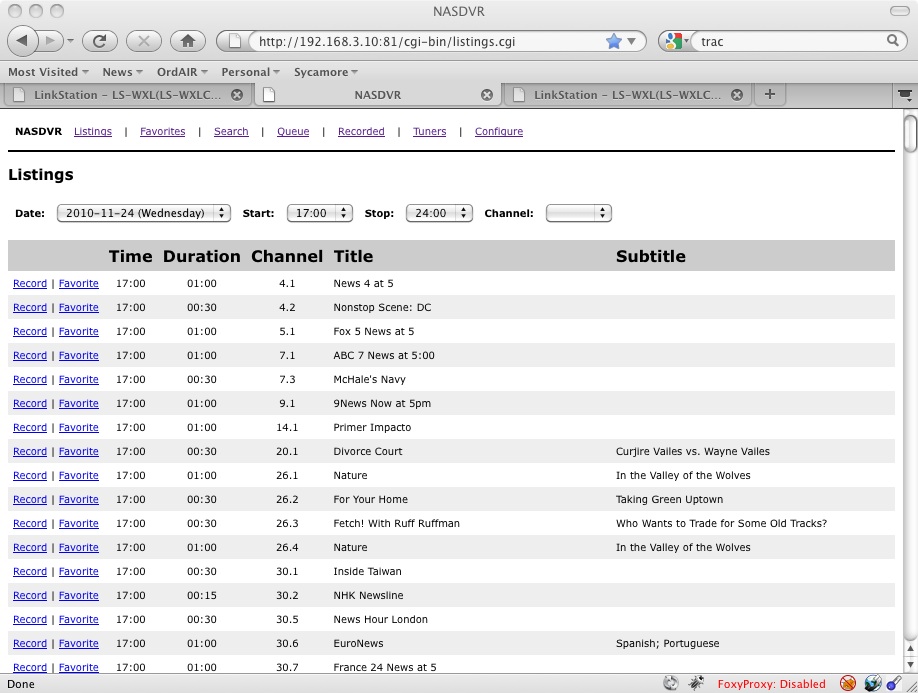 NASDVR
http://192.168.3.10:81/cgi-bin/listings.cgi trac
Most Visited News OrdAIR Personal Sycamore
LinkStation - LS-WXL(LS-WXLC... NASDVR LinkStation - LS-WXL(LS-WXLC... +
NASDVR Listings | Favorites | Search | Queue | Recorded | Tuners | Configure
Listings
Date: 2010-11-24 (Wednesday) Start: 17:00 Stop: 24:00 Channel:
Time Duration Channel Title Subtitle
Record | Favorite 17:00 01:00 4.1 News 4 at 5
Record | Favorite 17:00 00:30 4.2 Nonstop Scene: DC
Record | Favorite 17:00 01:00 5.1 Fox 5 News at 5
Record | Favorite 17:00 01:00 7.1 ABC 7 News at 5:00
Record | Favorite 17:00 00:30 7.3 McHale's Navy
Record | Favorite 17:00 01:00 9.1 9News Now at 5pm
Record | Favorite 17:00 01:00 14.1 Primer Impacto
Record | Favorite 17:00 00:30 20.1 Divorce Court Curjire Vailes vs. Wayne Vailes
Record | Favorite 17:00 01:00 26.1 Nature In the Valley of the Wolves
Record | Favorite 17:00 00:30 26.2 For Your Home Taking Green Uptown
Record | Favorite 17:00 00:30 26.3 Fetch! With Ruff Ruffman Who Wants to Trade for Some Old Tracks?
Record | Favorite 17:00 01:00 26.4 Nature In the Valley of the Wolves
Record | Favorite 17:00 00:30 30.1 Inside Taiwan
Record | Favorite 17:00 00:15 30.2 NHK Newsline
Record | Favorite 17:00 00:30 30.5 News Hour London
Record | Favorite 17:00 01:00 30.6 EuroNews Spanish; Portuguese
Record | Favorite 17:00 01:00 30.7 France 24 News at 5
Done FoxyProxy: Disabled